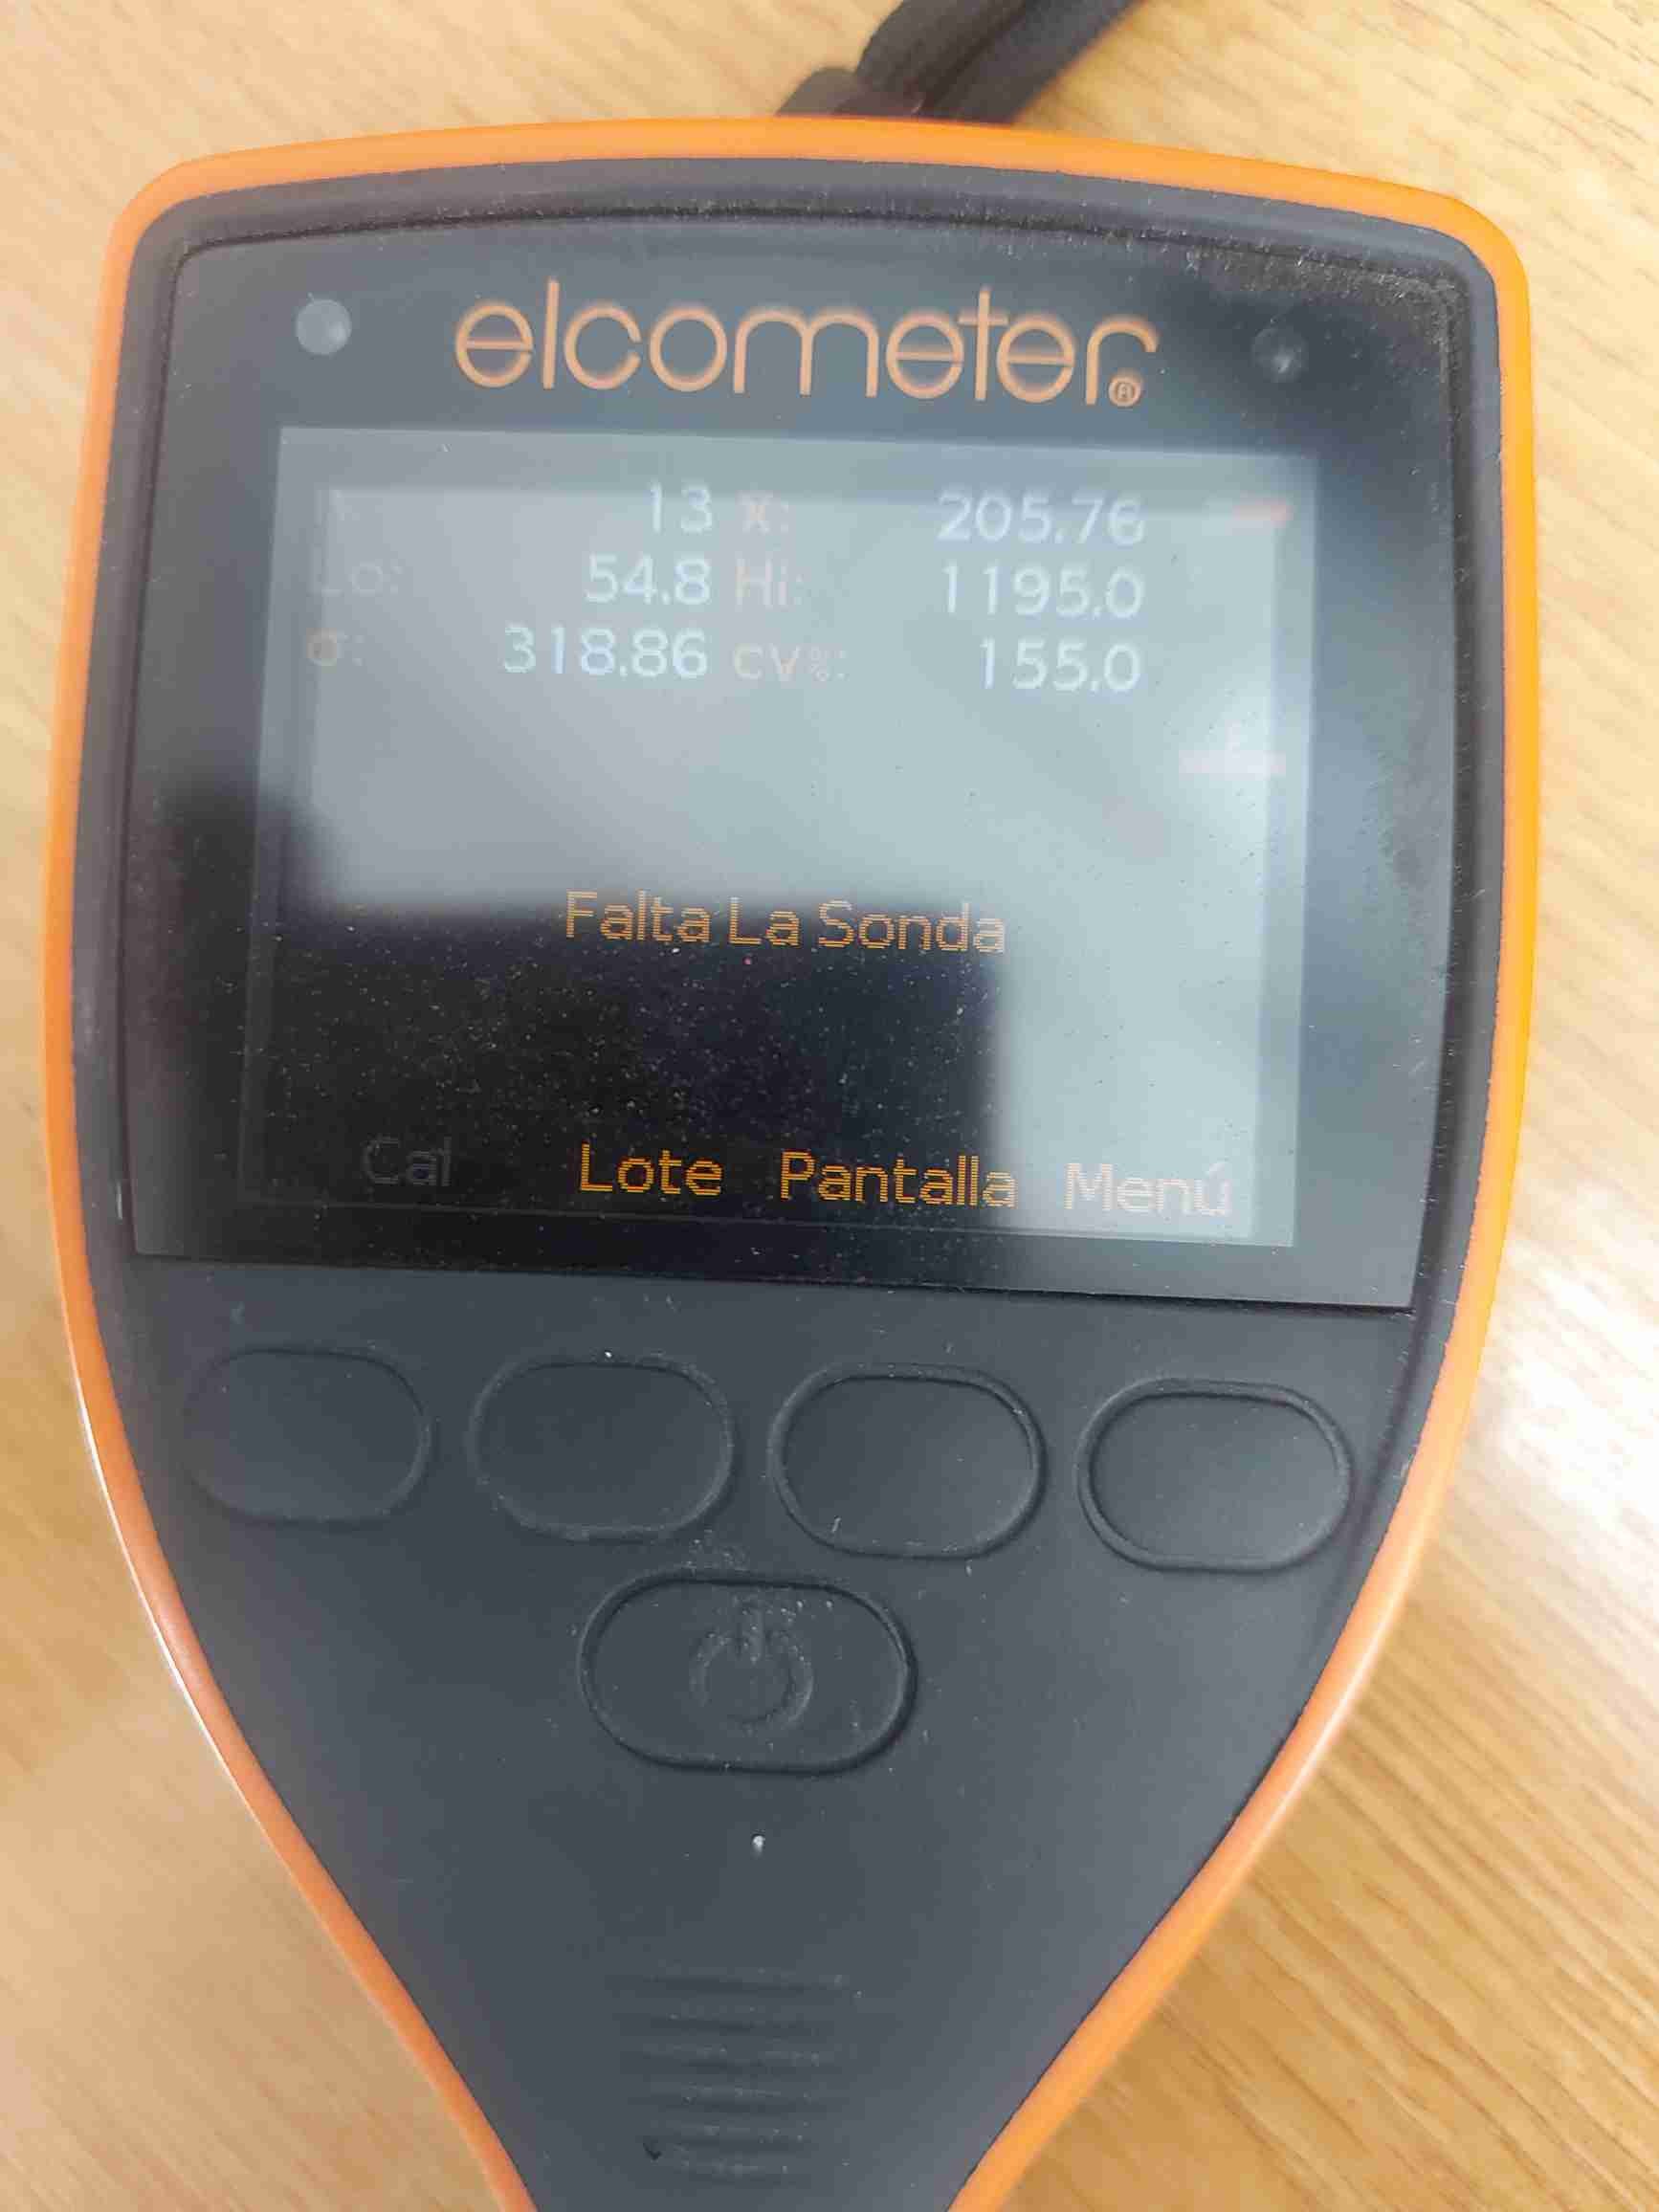 elcometer®
13 x̄: 205.76
Lo: 54.8 Hi: 1195.0
σ: 318.86 cv%: 155.0
Falta La Sonda
Cal Lote Pantalla Menú